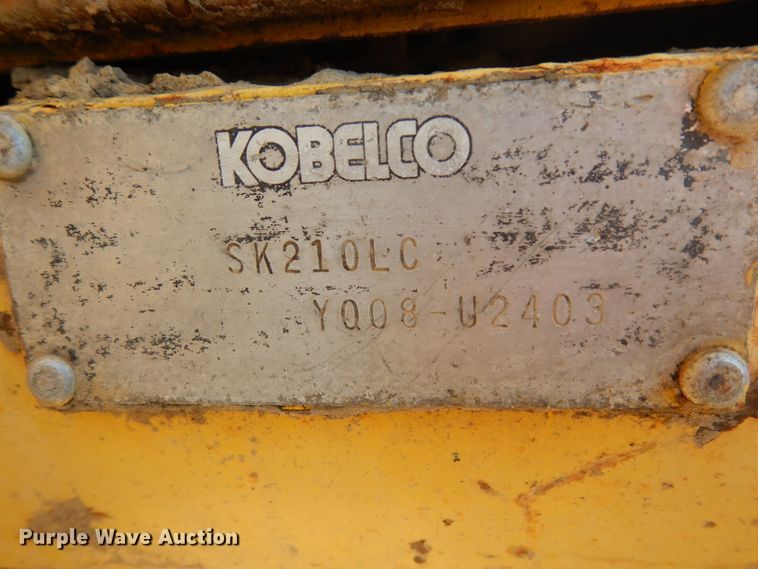 KOBELCO
SK210LC
YQ08-U2403
Purple Wave Auction